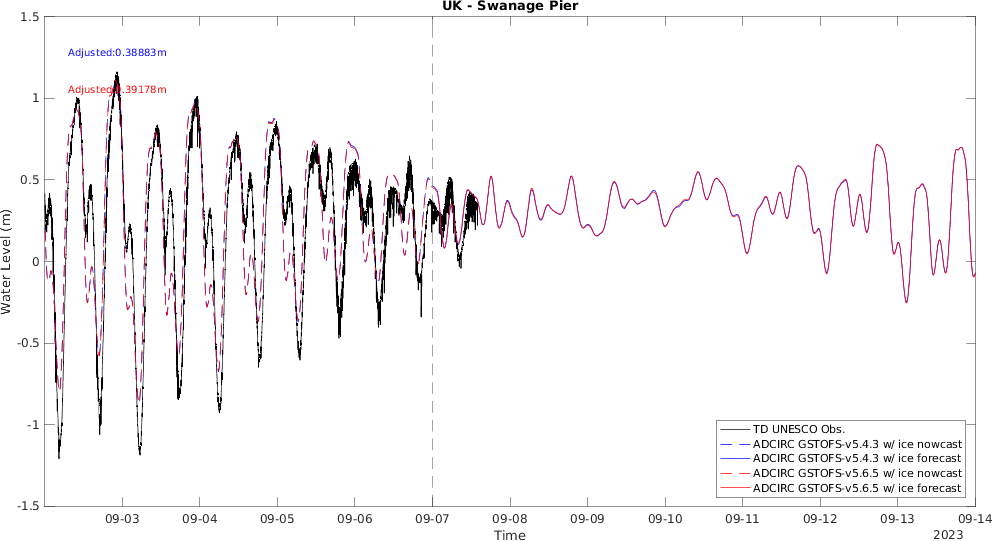 UK - Swanage Pier
1.5
Adjusted:0.38883m
Adjusted:0.39178m
1
0.5
0
-0.5
-1
-1.5
Water Level (m)
TD UNESCO Obs.
ADCIRC GSTOFS-v5.4.3 w/ ice nowcast
ADCIRC GSTOFS-v5.4.3 w/ ice forecast
ADCIRC GSTOFS-v5.6.5 w/ ice nowcast
ADCIRC GSTOFS-v5.6.5 w/ ice forecast
09-03 09-04 09-05 09-06 09-07 09-08 09-09 09-10 09-11 09-12 09-13 09-14
Time
2023